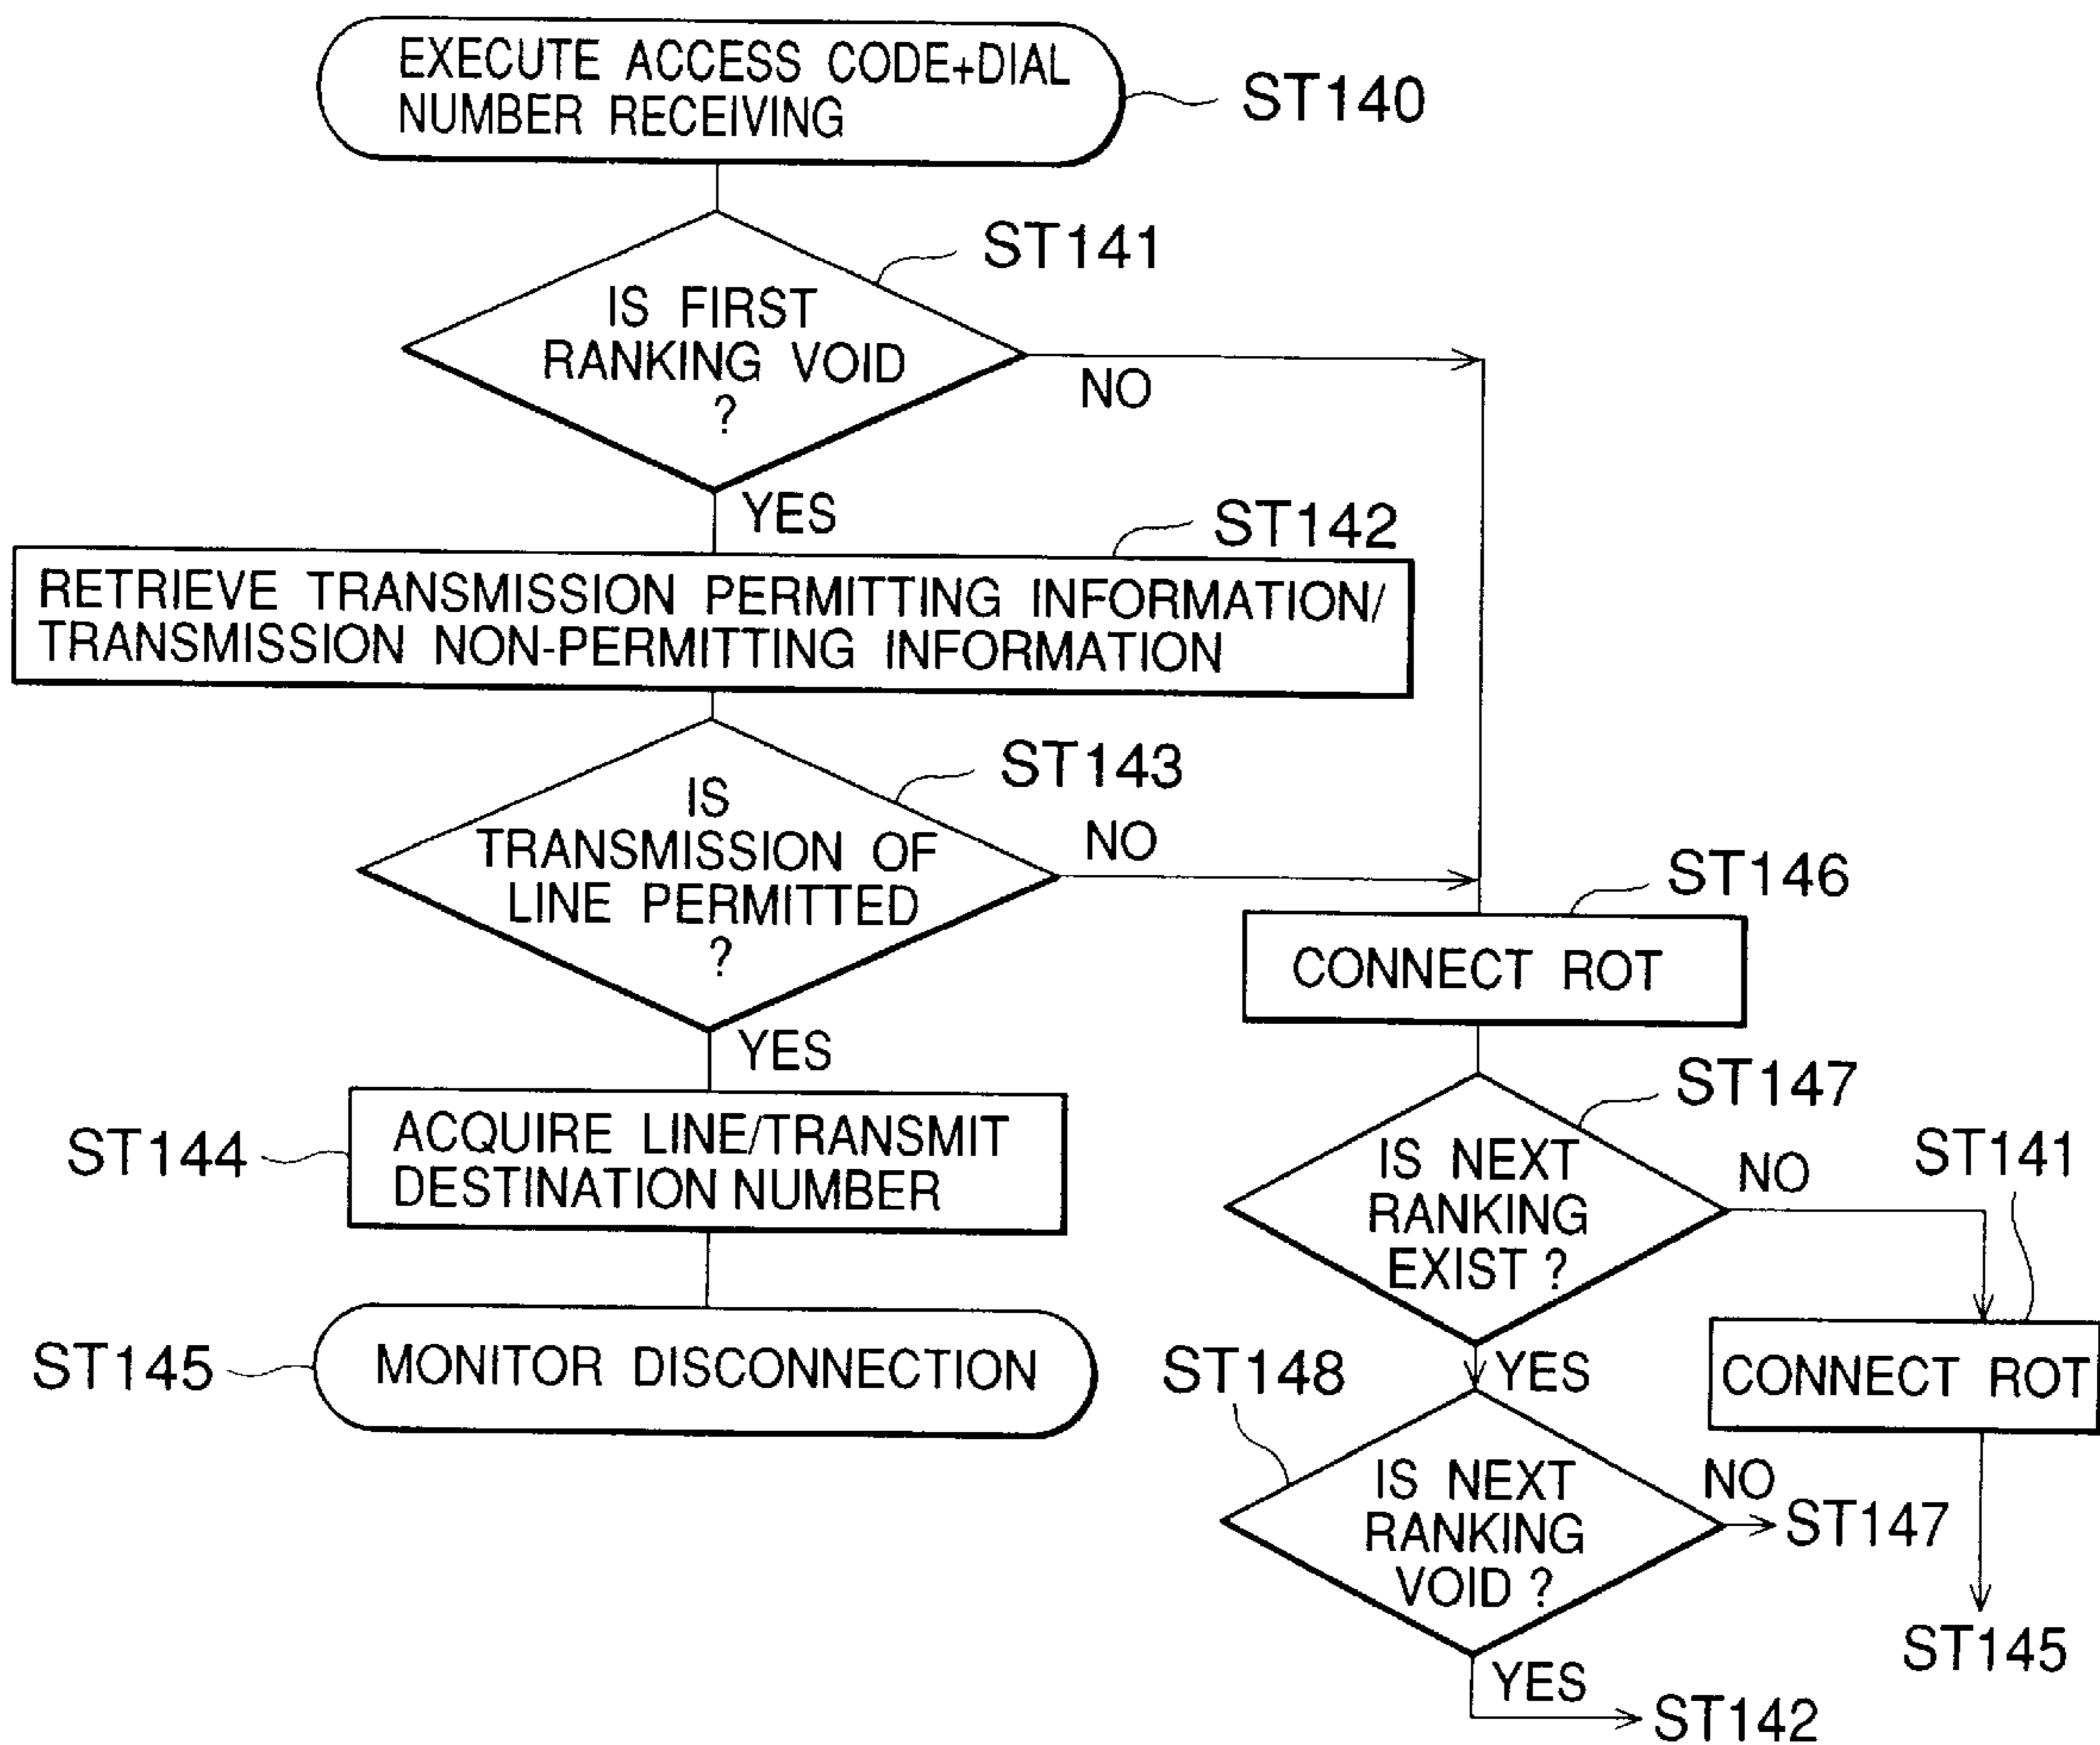 EXECUTE ACCESS CODE+DIAL
NUMBER RECEIVING
ST140
ST141
IS FIRST
RANKING VOID
?
NO
YES
ST142
RETRIEVE TRANSMISSION PERMITTING INFORMATION/
TRANSMISSION NON-PERMITTING INFORMATION
ST143
IS
TRANSMISSION OF
LINE PERMITTED
?
NO
YES
ST144
ACQUIRE LINE/TRANSMIT
DESTINATION NUMBER
ST145
MONITOR DISCONNECTION
ST146
CONNECT ROT
ST147
IS NEXT
RANKING
EXIST ?
NO
ST141
CONNECT ROT
ST145
YES
ST148
IS NEXT
RANKING
VOID ?
NO
ST147
YES
ST142